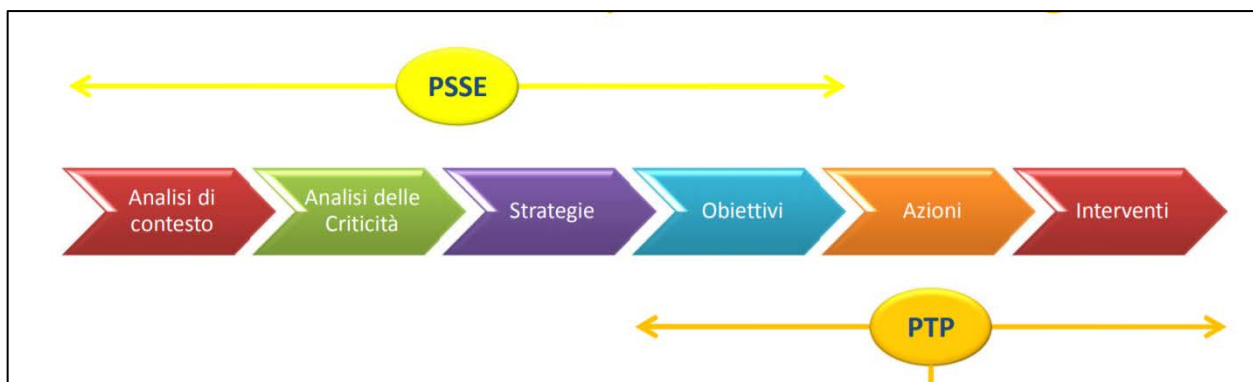 PSSE
Analisi di
contesto
Analisi delle
Criticità
Strategie
Obiettivi
Azioni
Interventi
PTP